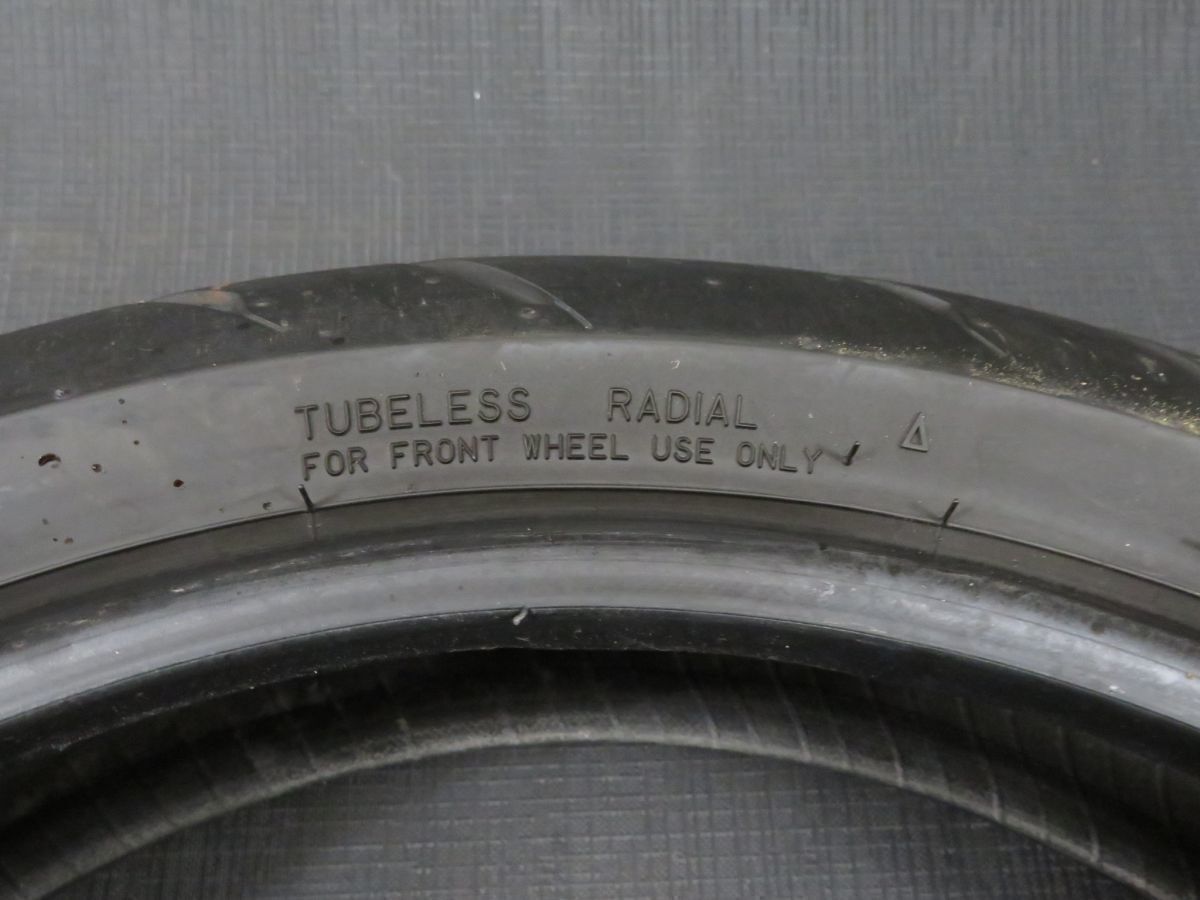 TUBELESS RADIAL
FOR FRONT WHEEL USE ONLY